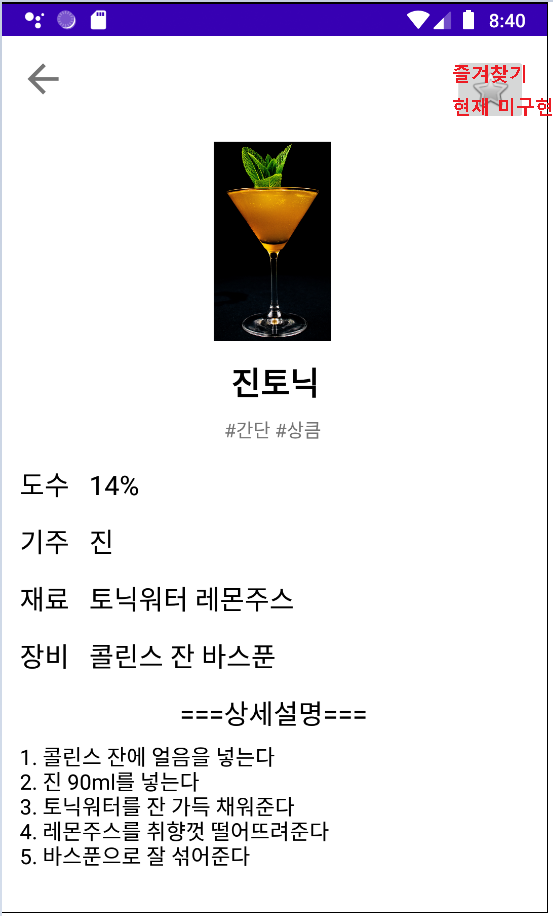 8:40
즐겨찾기
현재 미구현
진토닉
#간단 #상큼
도수 14%
기주 진
재료 토닉워터 레몬주스
장비 콜린스 잔 바스푼
===상세설명===
1. 콜린스 잔에 얼음을 넣는다
2. 진 90ml를 넣는다
3. 토닉워터를 잔 가득 채워준다
4. 레몬주스를 취향껏 떨어뜨려준다
5. 바스푼으로 잘 섞어준다